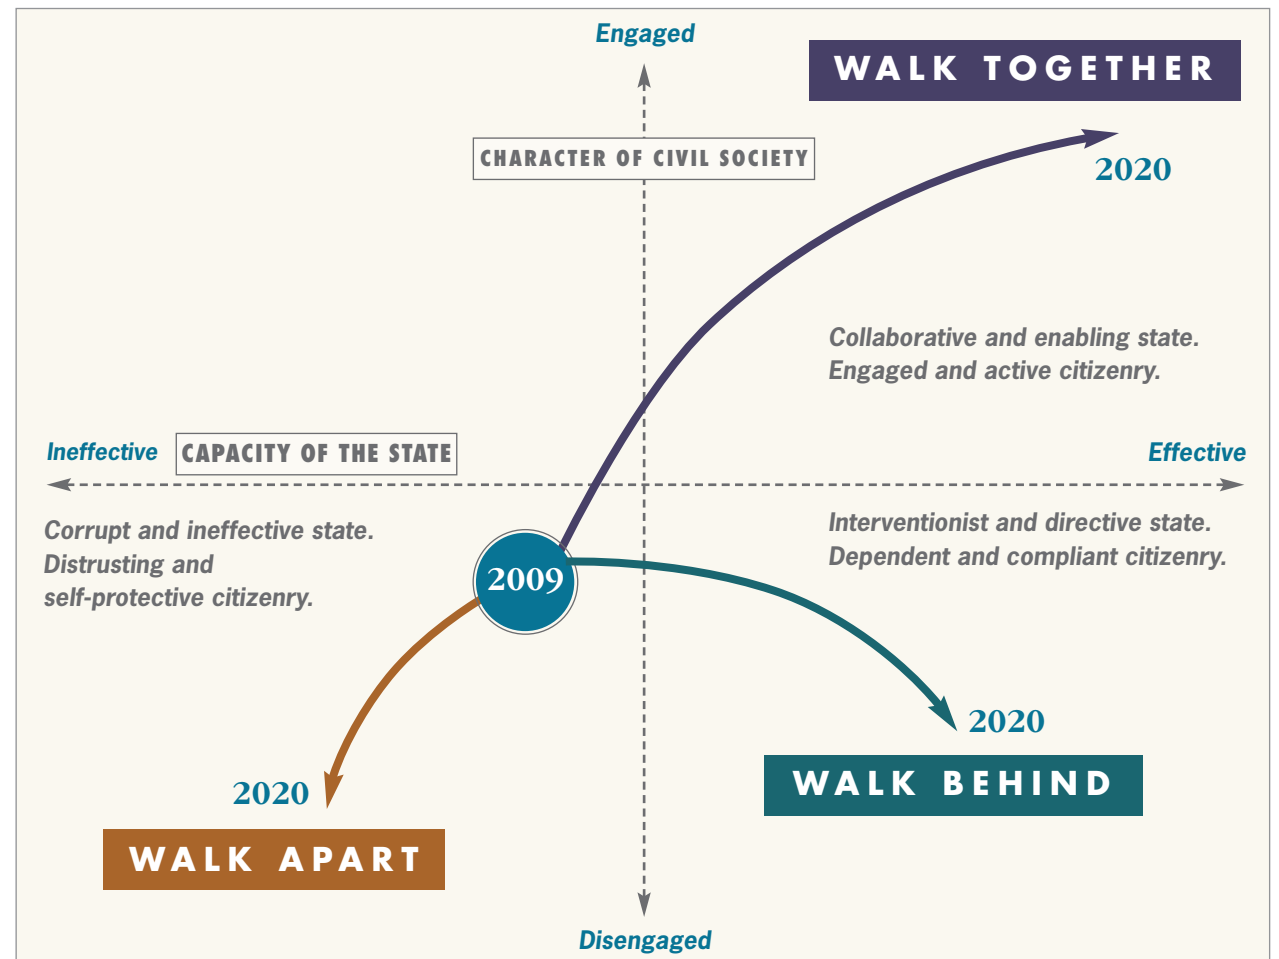 Engaged
WALK TOGETHER
CHARACTER OF CIVIL SOCIETY
2020
Collaborative and enabling state.
Engaged and active citizenry.
Ineffective
CAPACITY OF THE STATE
Effective
Corrupt and ineffective state.
Distrusting and
self-protective citizenry.
Interventionist and directive state.
Dependent and compliant citizenry.
2009
2020
WALK BEHIND
2020
WALK APART
Disengaged